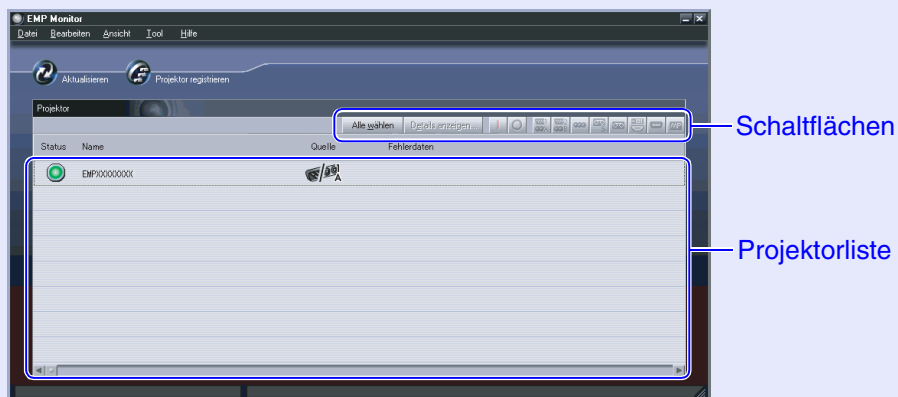 EMP Monitor
Datei Bearbeiten Ansicht Tool Hilfe
Aktualisieren Projektor registrieren
Projektor
Alle wählen Details anzeigen...
Schaltflächen
Status Name Quelle Fehlerdaten
EMPXXXXXXXX
A
Projektorliste